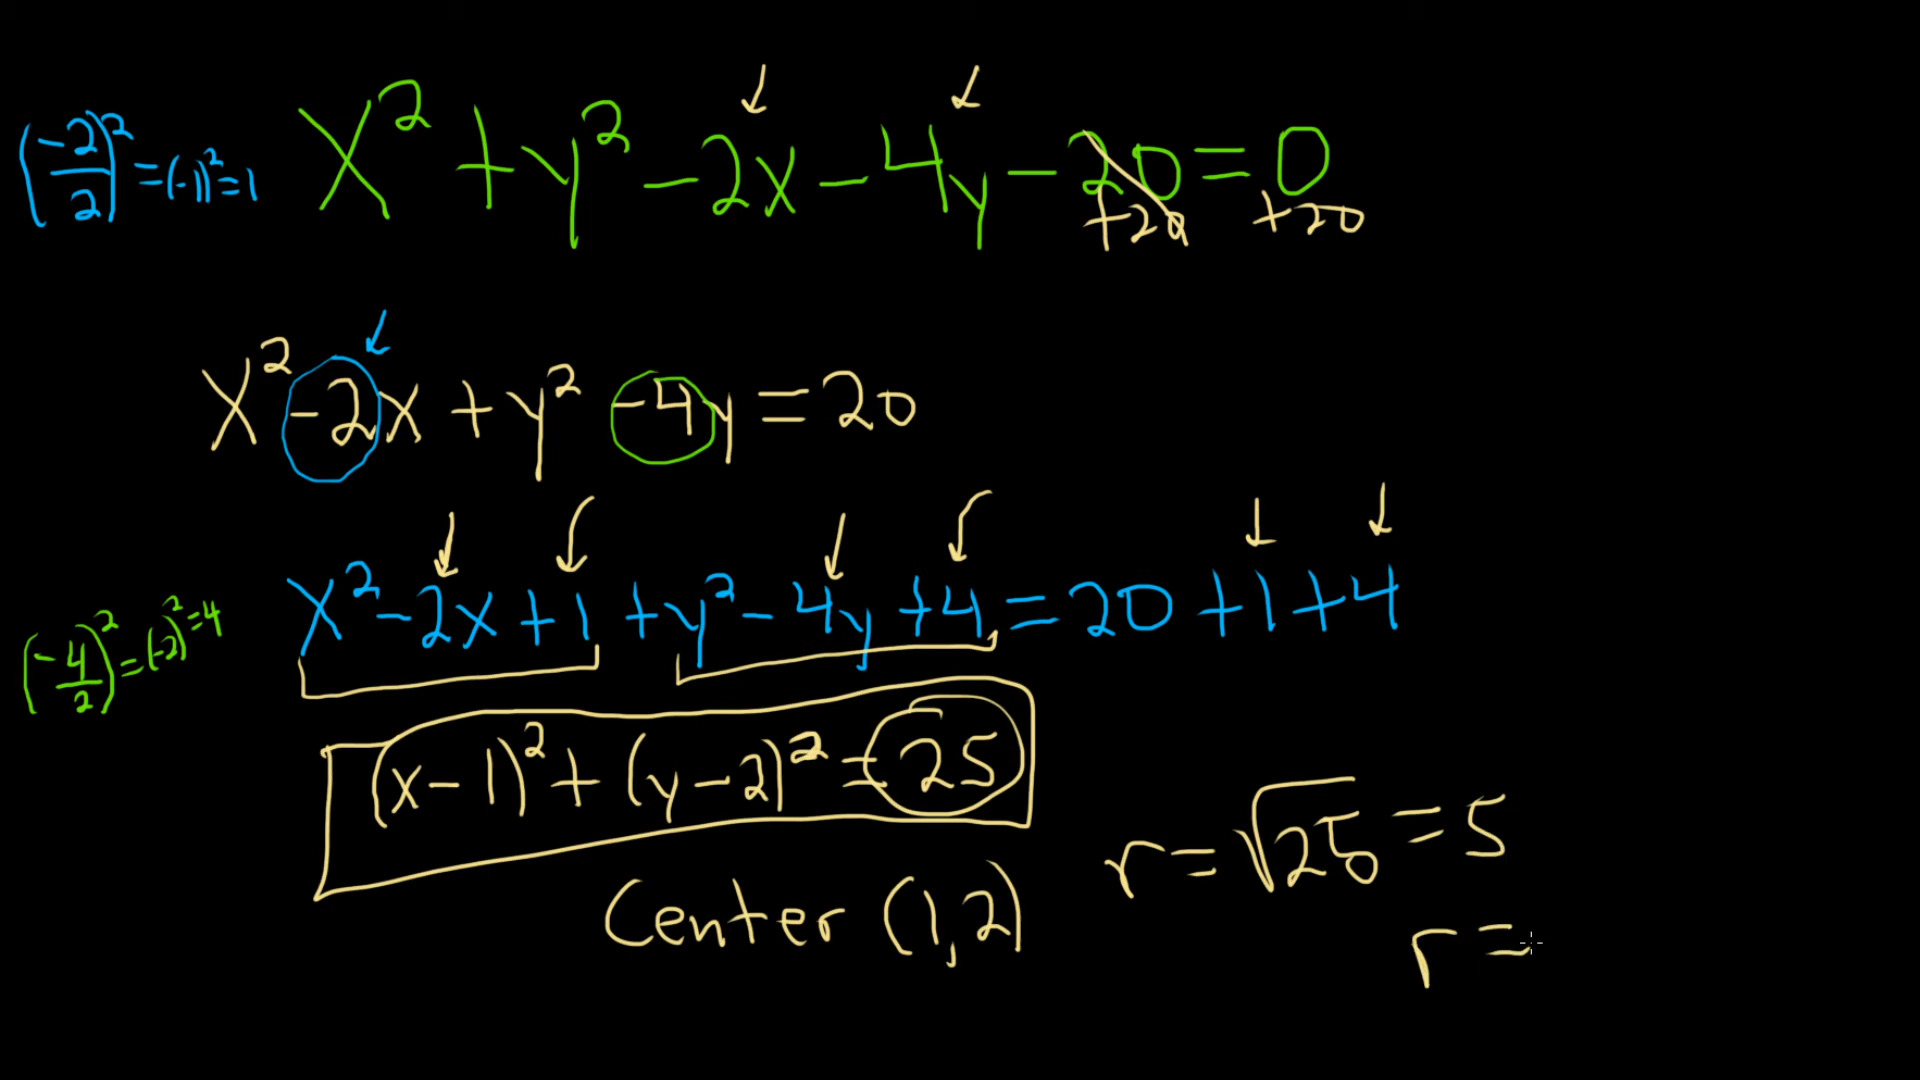 x² + y² - 2x - 4y - 20 = 0
+20 +20
(-2/2)² = (-1)² = 1
x² - 2x + y² - 4y = 20
x² - 2x + 1 + y² - 4y + 4 = 20 + 1 + 4
(-4/2)² = (-2)² = 4
(x - 1)² + (y - 2)² = 25
r = √25 = 5
Center (1,2)
r =